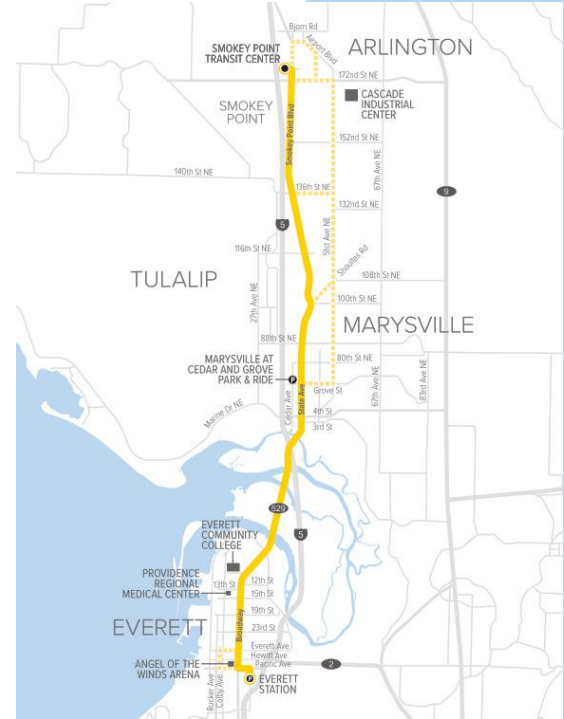 Bjorn Rd
Airport Blvd
SMOKEY POINT
TRANSIT CENTER
ARLINGTON
172nd St NE
CASCADE
INDUSTRIAL
CENTER
SMOKEY
POINT
Smokey Point Blvd
152nd St NE
67th Ave NE
140th St NE
136th St NE
9
132nd St NE
5
51st Ave NE
116th St NE
Shoultes Rd
TULALIP
27th Ave NE
108th St NE
100th St NE
MARYSVILLE
88th St NE
MARYSVILLE AT
CEDAR AND GROVE
PARK & RIDE
P
80th St NE
State Ave
Cedar Ave
Grove St
67th Ave NE
83rd Ave NE
Marine Dr NE
4th St
3rd St
529
EVERETT
COMMUNITY
COLLEGE
5
PROVIDENCE
REGIONAL
MEDICAL CENTER
13th St
12th St
15th St
19th St
EVERETT
Broadway
23rd St
Everett Ave
Hewitt Ave
Pacific Ave
2
ANGEL OF THE
WINDS ARENA
P
EVERETT
STATION
Rucker Ave
Colby Ave